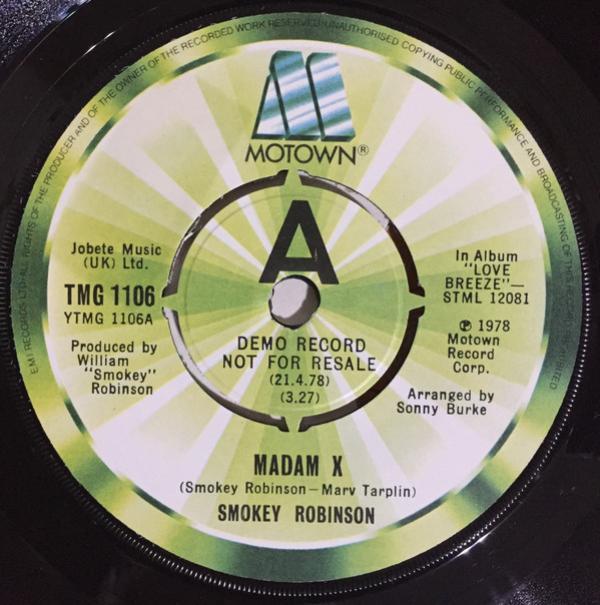 EMI RECORDS LTD·ALL RIGHTS OF THE PRODUCER AND OF THE OWNER OF THE RECORDED WORK RESERVED·UNAUTHORISED COPYING PUBLIC PERFORMANCE AND BROADCASTING OF THIS RECORD PROHIBITED
MOTOWN®
A
Jobete Music
(UK) Ltd.
TMG 1106
YTMG 1106A
Produced by
William
"Smokey"
Robinson
DEMO RECORD
NOT FOR RESALE
(21.4.78)
(3.27)
In Album
"LOVE
BREEZE"—
STML 12081
℗ 1978
Motown
Record
Corp.
Arranged by
Sonny Burke
MADAM X
(Smokey Robinson—Marv Tarplin)
SMOKEY ROBINSON